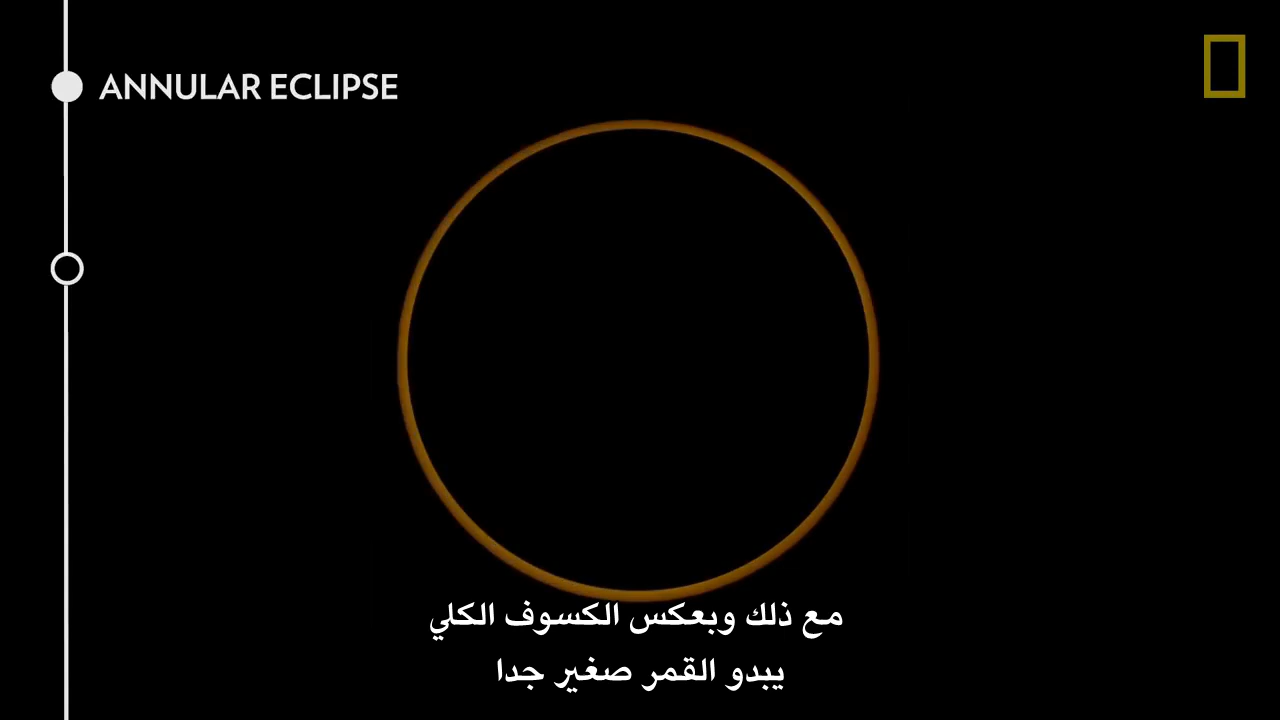 ANNULAR ECLIPSE
مع ذلك وبعكس الكسوف الكلي
يبدو القمر صغير جدا